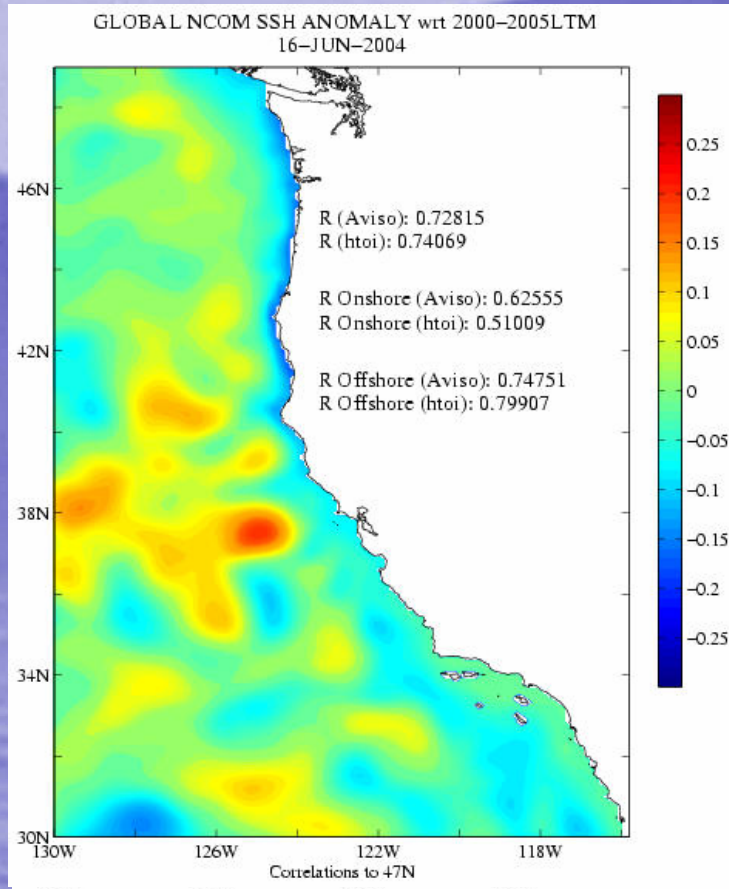 GLOBAL NCOM SSH ANOMALY wrt 2000–2005LTM
16–JUN–2004
46N
42N
38N
34N
30N
R (Aviso): 0.72815
R (htoi): 0.74069
R Onshore (Aviso): 0.62555
R Onshore (htoi): 0.51009
R Offshore (Aviso): 0.74751
R Offshore (htoi): 0.79907
0.25
0.2
0.15
0.1
0.05
0
–0.05
–0.1
–0.15
–0.2
–0.25
130W
126W
122W
118W
Correlations to 47N